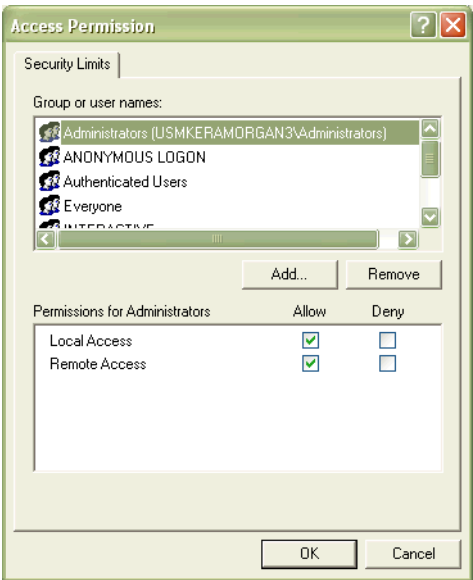 Access Permission
Security Limits
Group or user names:
Administrators (USMKERAMORGAN3\Administrators)
ANONYMOUS LOGON
Authenticated Users
Everyone
INTERACTIVE
Add... Remove
Permissions for Administrators Allow Deny
Local Access
Remote Access
OK Cancel